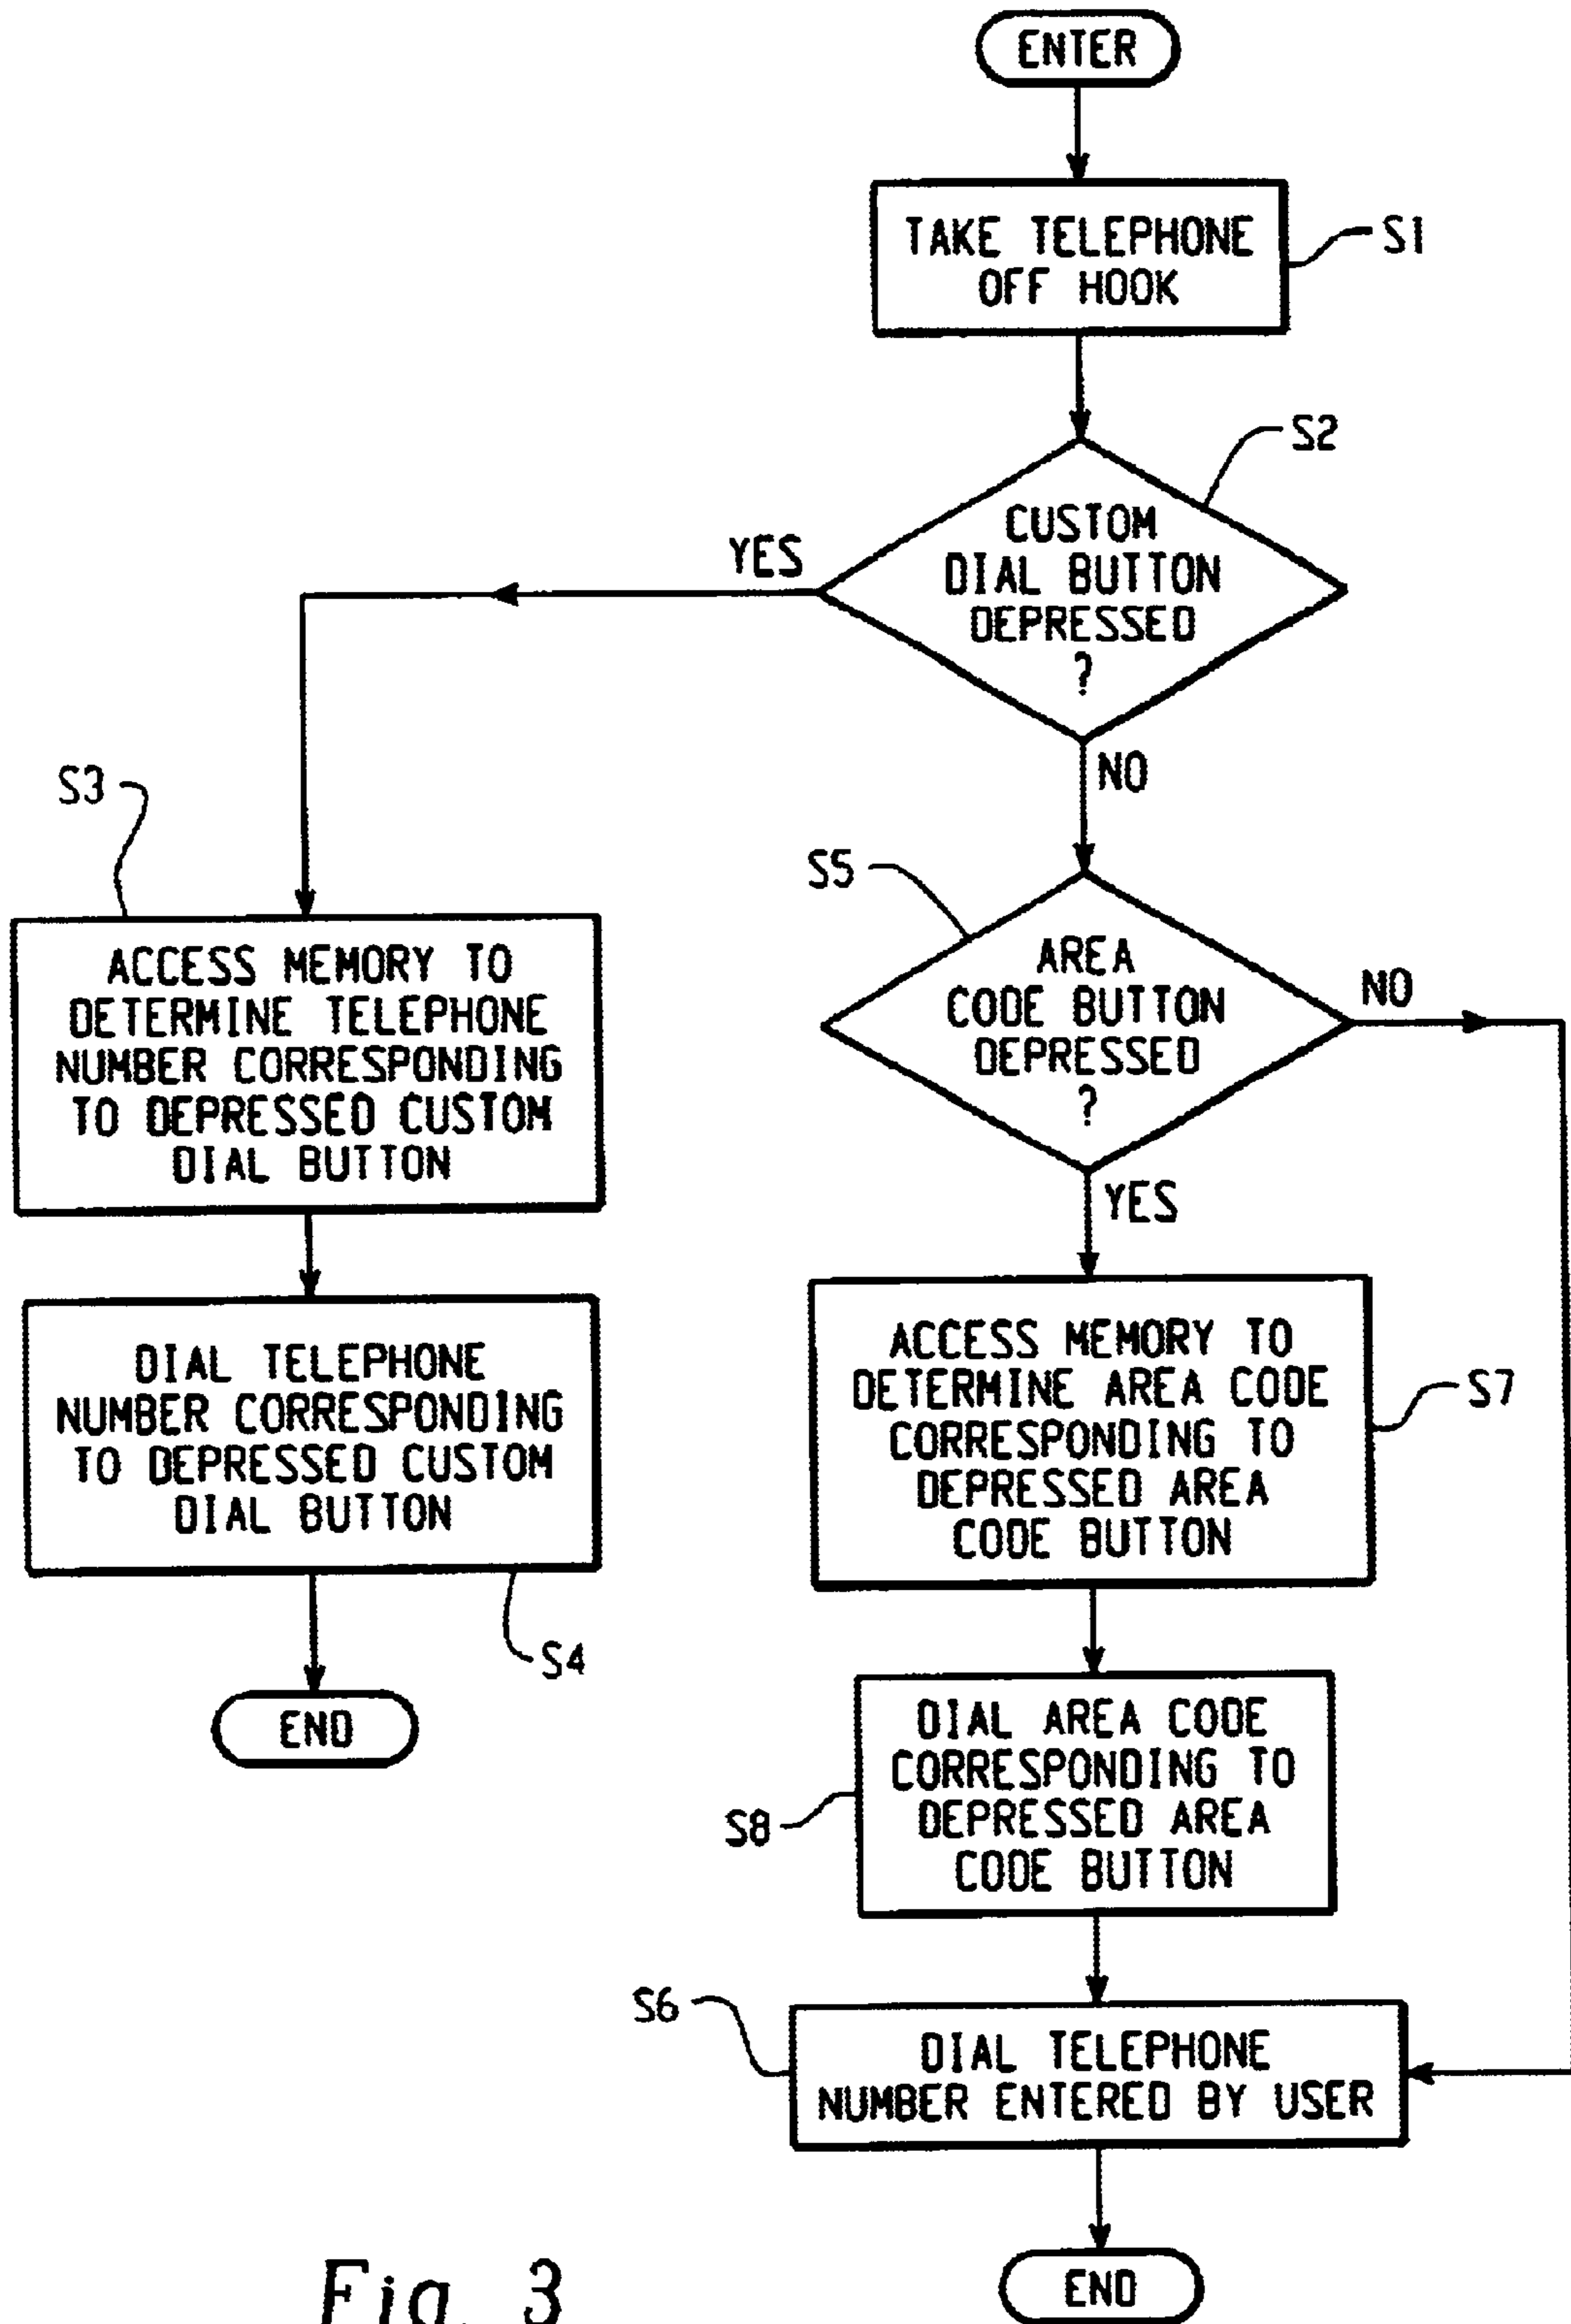 ENTER
TAKE TELEPHONE
OFF HOOK
S1
S2
CUSTOM
DIAL BUTTON
DEPRESSED
?
YES
NO
S3
ACCESS MEMORY TO
DETERMINE TELEPHONE
NUMBER CORRESPONDING
TO DEPRESSED CUSTOM
DIAL BUTTON
DIAL TELEPHONE
NUMBER CORRESPONDING
TO DEPRESSED CUSTOM
DIAL BUTTON
S4
END
S5
AREA
CODE BUTTON
DEPRESSED
?
NO
YES
ACCESS MEMORY TO
DETERMINE AREA CODE
CORRESPONDING TO
DEPRESSED AREA
CODE BUTTON
S7
DIAL AREA CODE
CORRESPONDING TO
DEPRESSED AREA
CODE BUTTON
S8
S6
DIAL TELEPHONE
NUMBER ENTERED BY USER
END
Fig. 3